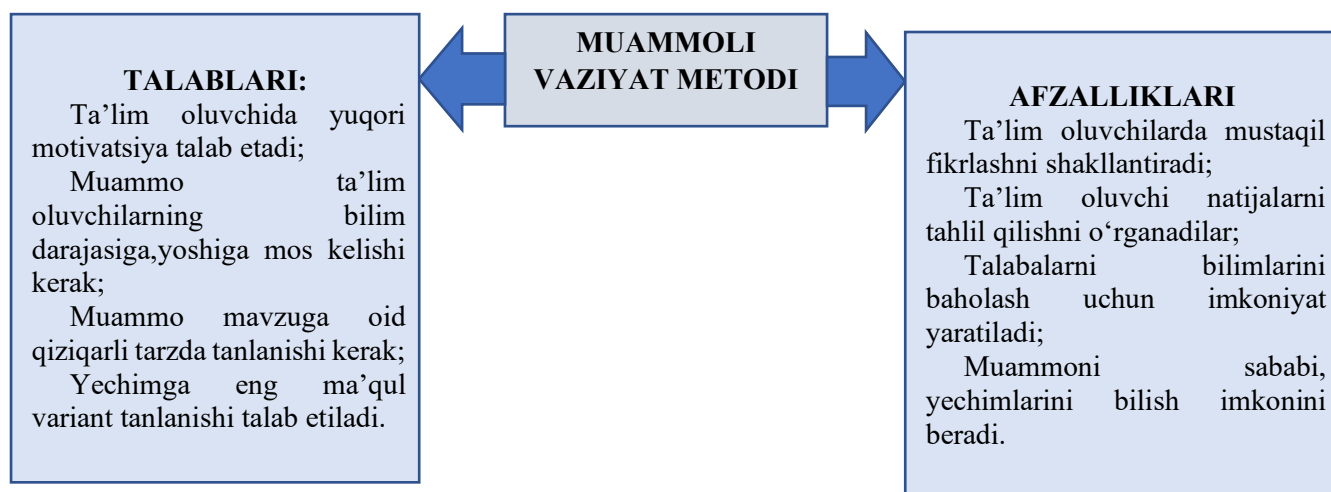 MUAMMOLI
VAZIYAT METODI
TALABLARI:
Ta’lim oluvchida yuqori
motivatsiya talab etadi;
Muammo ta’lim
oluvchilarning bilim
darajasiga,yoshiga mos kelishi
kerak;
Muammo mavzuga oid
qiziqarli tarzda tanlanishi kerak;
Yechimga eng ma’qul
variant tanlanishi talab etiladi.
AFZALLIKLARI
Ta’lim oluvchilarda mustaqil
fikrlashni shakllantiradi;
Ta’lim oluvchi natijalarni
tahlil qilishni o‘rganadilar;
Talabalarni bilimlarini
baholash uchun imkoniyat
yaratiladi;
Muammoni sababi,
yechimlarini bilish imkonini
beradi.